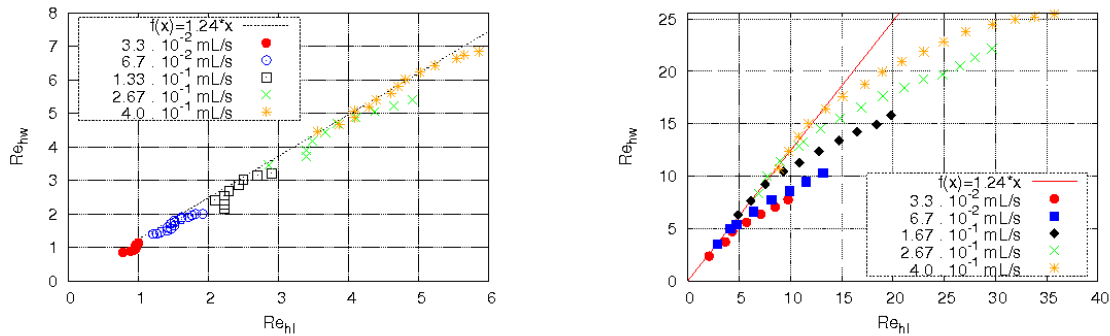 8
7
6
5
4
3
2
1
0
0 1 2 3 4 5 6
Re_hw
Re_hl
f(x)=1.24*x
3.3 . 10^-2 mL/s
6.7 . 10^-2 mL/s
1.33 . 10^-1 mL/s
2.67 . 10^-1 mL/s
4.0 . 10^-1 mL/s
25
20
15
10
5
0
0 5 10 15 20 25 30 35 40
Re_hw
Re_hl
f(x)=1.24*x
3.3 . 10^-2 mL/s
6.7 . 10^-2 mL/s
1.67 . 10^-1 mL/s
2.67 . 10^-1 mL/s
4.0 . 10^-1 mL/s